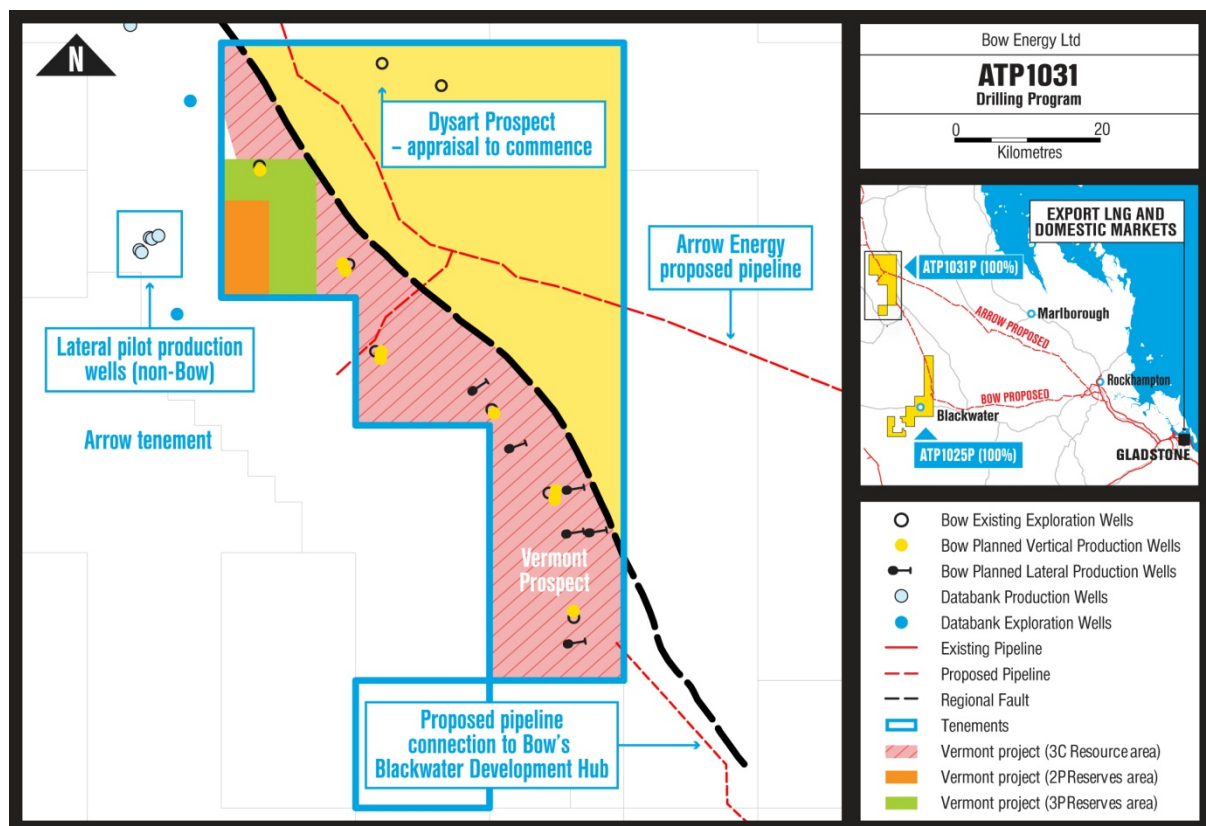 N
Dysart Prospect
– appraisal to commence
Arrow Energy
proposed pipeline
Lateral pilot production
wells (non-Bow)
Arrow tenement
Vermont
Prospect
Proposed pipeline
connection to Bow's
Blackwater Development Hub
Bow Energy Ltd
ATP1031
Drilling Program
0 20
Kilometres
EXPORT LNG AND
DOMESTIC MARKETS
ATP1031P (100%)
Marlborough
ARROW PROPOSED
Rockhampton
BOW PROPOSED
Blackwater
ATP1025P (100%)
GLADSTONE
Bow Existing Exploration Wells
Bow Planned Vertical Production Wells
Bow Planned Lateral Production Wells
Databank Production Wells
Databank Exploration Wells
Existing Pipeline
Proposed Pipeline
Regional Fault
Tenements
Vermont project (3C Resource area)
Vermont project (2P Reserves area)
Vermont project (3P Reserves area)